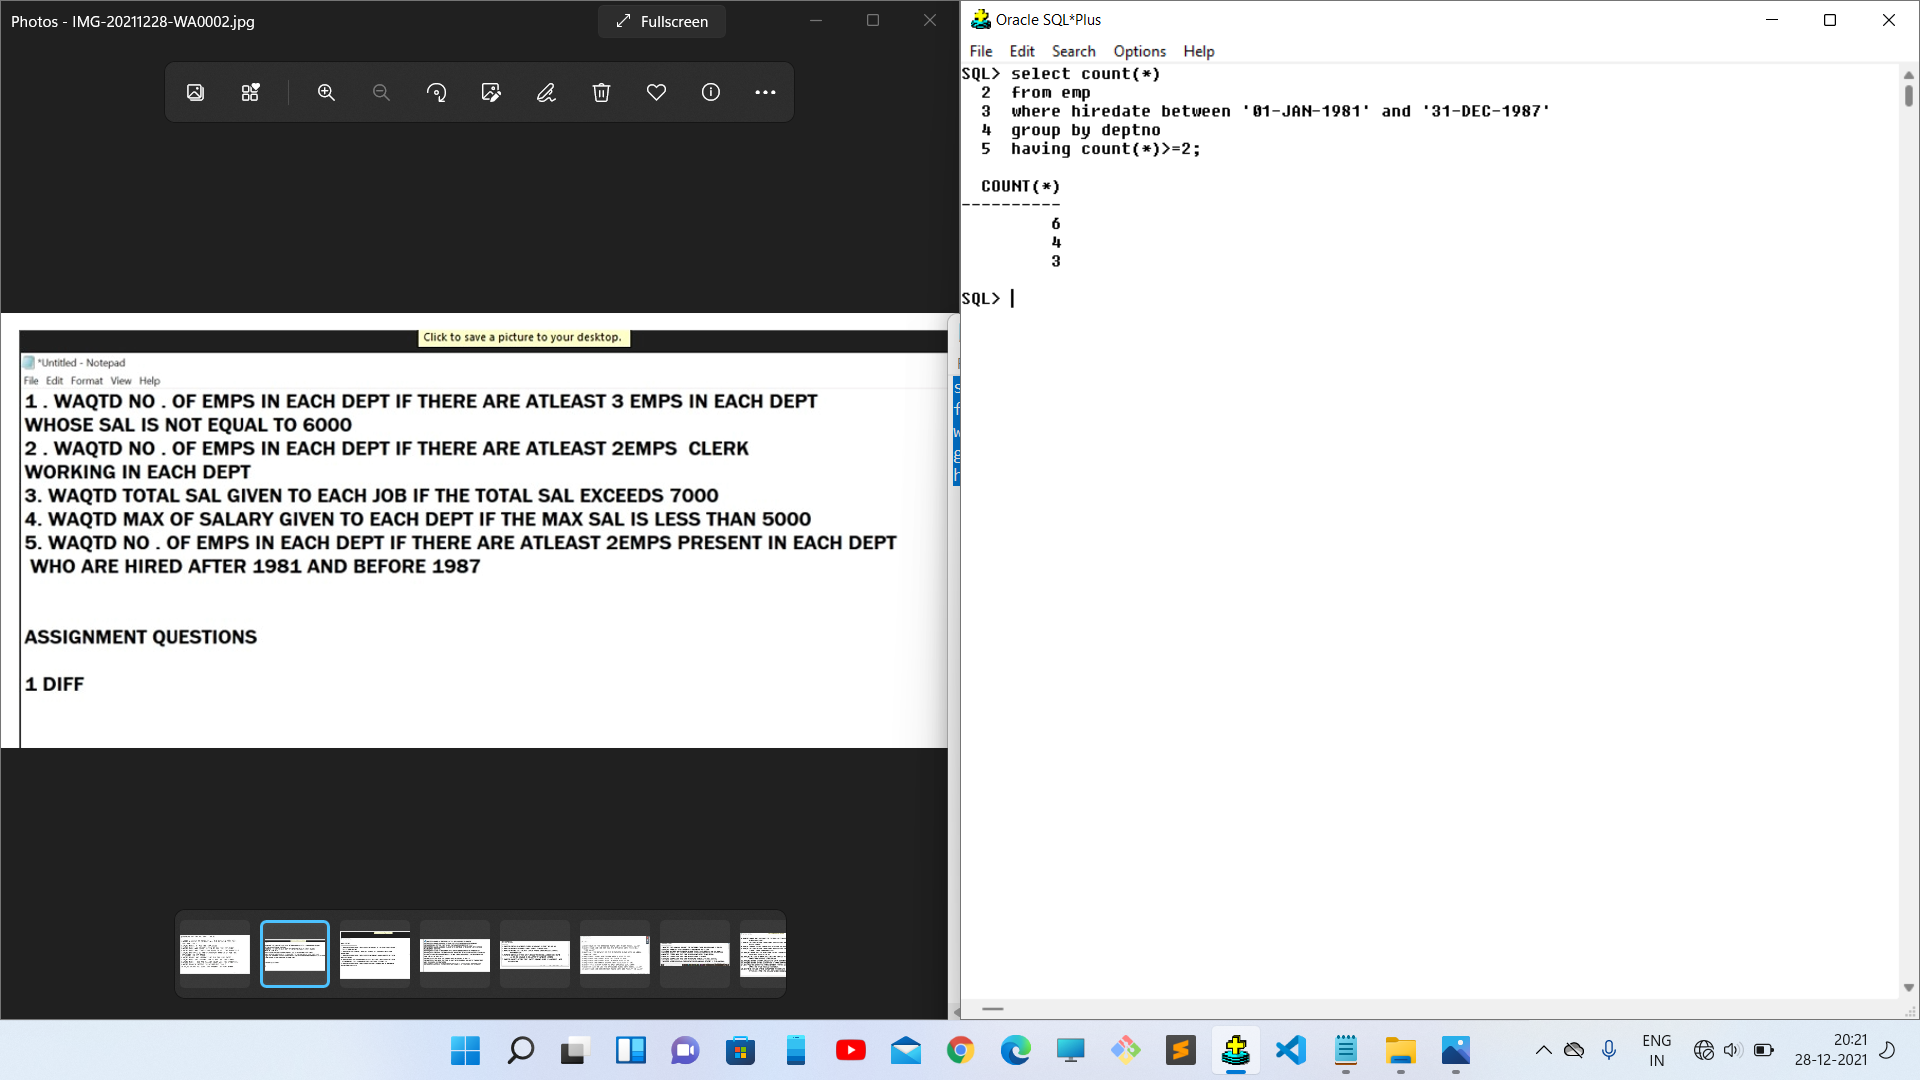 Photos - IMG-20211228-WA0002.jpg
Fullscreen
Click to save a picture to your desktop.
*Untitled - Notepad
File Edit Format View Help
1 . WAQTD NO . OF EMPS IN EACH DEPT IF THERE ARE ATLEAST 3 EMPS IN EACH DEPT
WHOSE SAL IS NOT EQUAL TO 6000
2 . WAQTD NO . OF EMPS IN EACH DEPT IF THERE ARE ATLEAST 2EMPS CLERK
WORKING IN EACH DEPT
3. WAQTD TOTAL SAL GIVEN TO EACH JOB IF THE TOTAL SAL EXCEEDS 7000
4. WAQTD MAX OF SALARY GIVEN TO EACH DEPT IF THE MAX SAL IS LESS THAN 5000
5. WAQTD NO . OF EMPS IN EACH DEPT IF THERE ARE ATLEAST 2EMPS PRESENT IN EACH DEPT
WHO ARE HIRED AFTER 1981 AND BEFORE 1987
ASSIGNMENT QUESTIONS
1 DIFF
Oracle SQL*Plus
File Edit Search Options Help
SQL> select count(*)
2 from emp
3 where hiredate between '01-JAN-1981' and '31-DEC-1987'
4 group by deptno
5 having count(*)>=2;
COUNT(*)
----------
6
4
3
SQL>
ENG
IN
20:21
28-12-2021